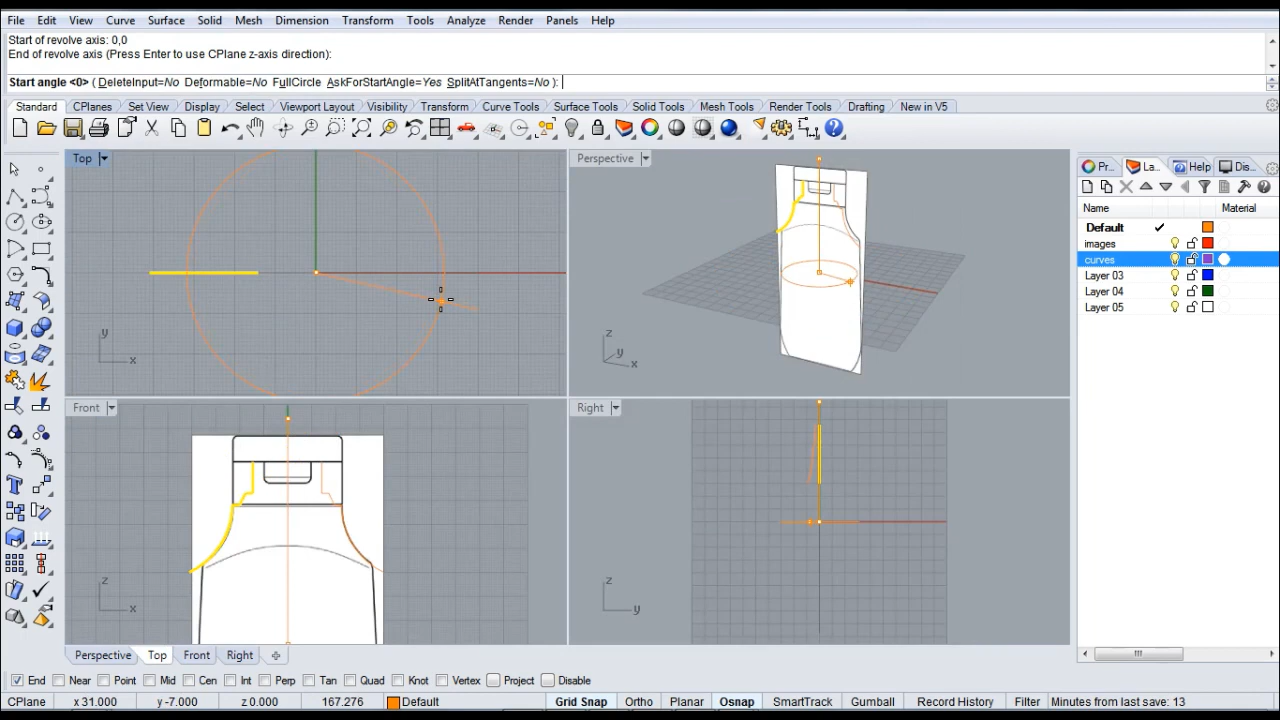 File Edit View Curve Surface Solid Mesh Dimension Transform Tools Analyze Render Panels Help
Start of revolve axis: 0,0
End of revolve axis (Press Enter to use CPlane z-axis direction):
Start angle <0> ( DeleteInput=No Deformable=No FullCircle AskForStartAngle=Yes SplitAtTangents=No ):
Standard CPlanes Set View Display Select Viewport Layout Visibility Transform Curve Tools Surface Tools Solid Tools Mesh Tools Render Tools Drafting New in V5
Top
Perspective
Pr... La... Help Dis...
Name Material
Default
images
curves
Layer 03
Layer 04
Layer 05
y
x
z
y
x
Front
Right
z
x
z
y
Perspective Top Front Right
End Near Point Mid Cen Int Perp Tan Quad Knot Vertex Project Disable
CPlane x 31.000 y -7.000 z 0.000 167.276 Default Grid Snap Ortho Planar Osnap SmartTrack Gumball Record History Filter Minutes from last save: 13